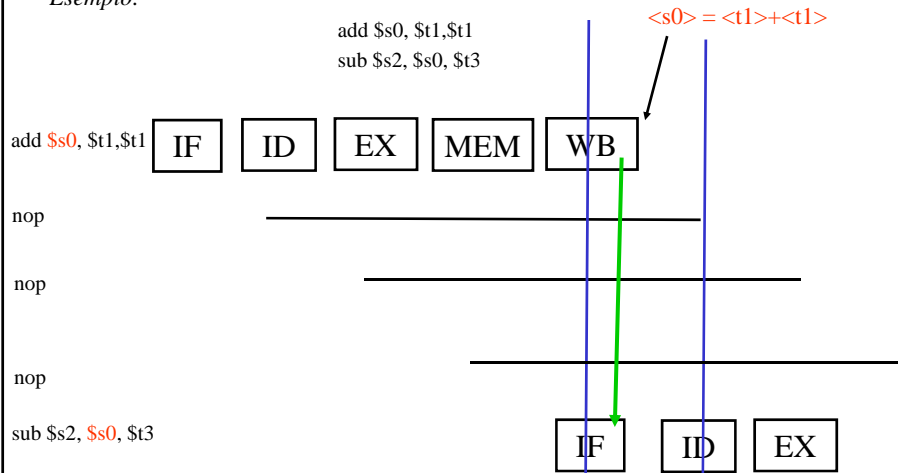 Esempio:
<s0> = <t1>+<t1>
add $s0, $t1,$t1
sub $s2, $s0, $t3
add $s0, $t1,$t1 IF ID EX MEM WB
nop
nop
nop
sub $s2, $s0, $t3 IF ID EX